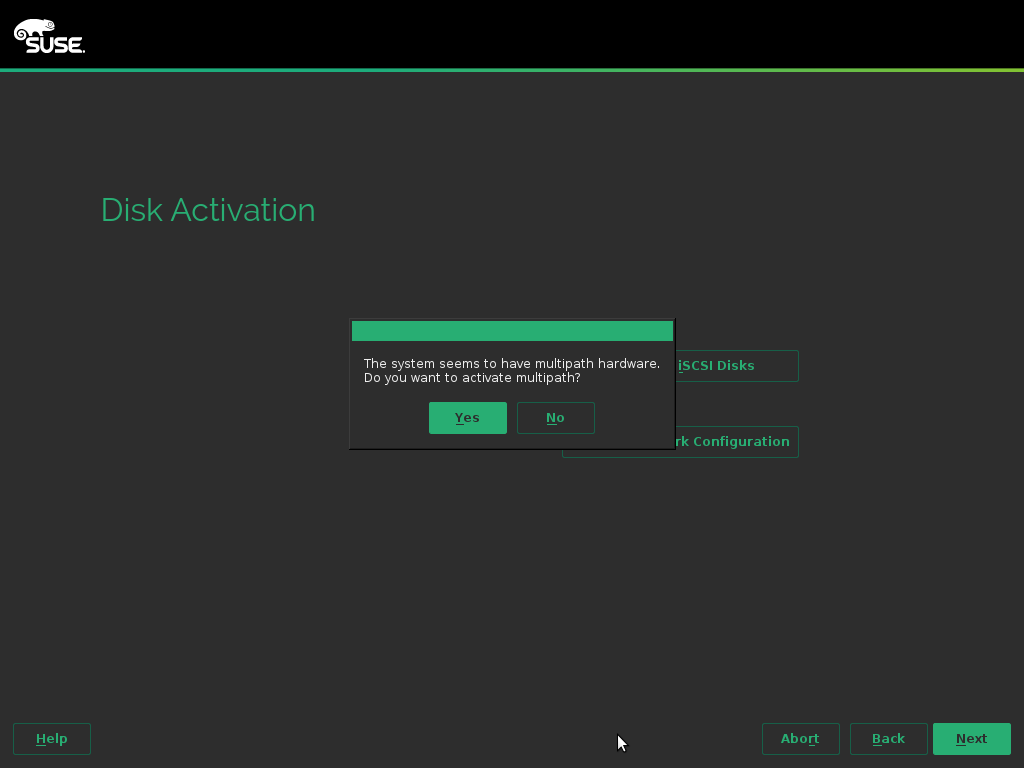 SUSE.
Disk Activation
The system seems to have multipath hardware.
Do you want to activate multipath?
Yes
No
iSCSI Disks
rk Configuration
Help
Abort
Back
Next